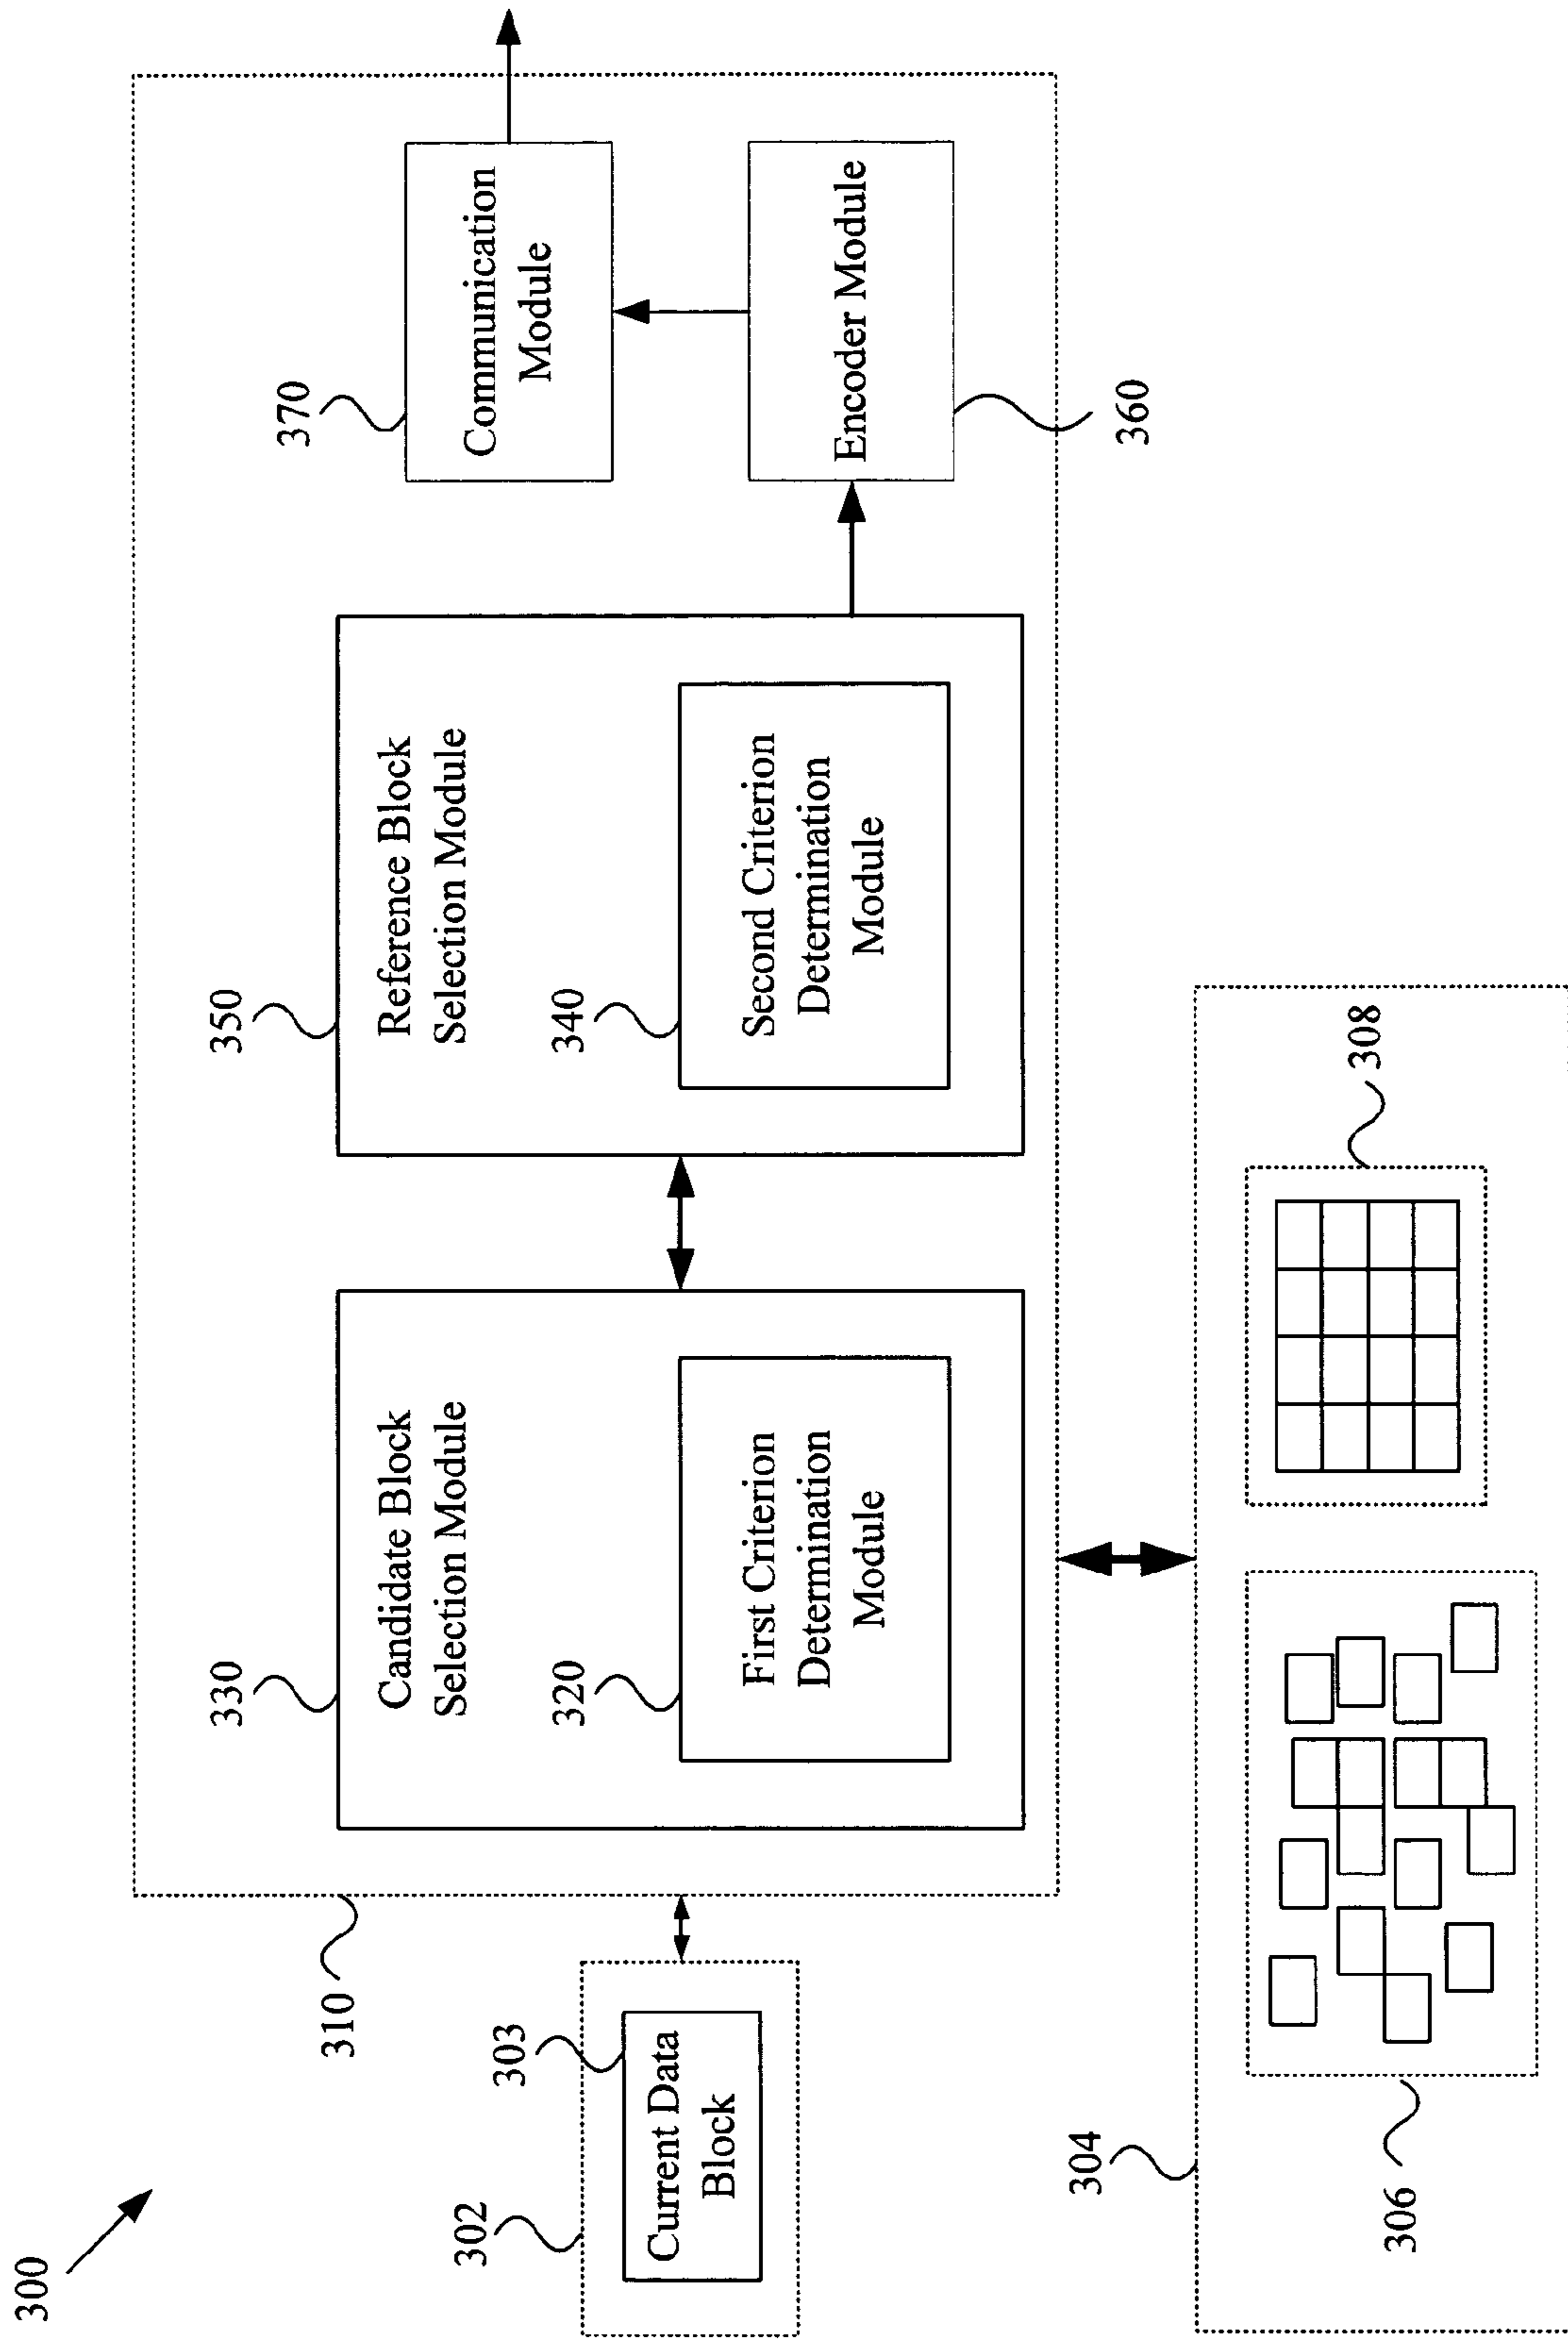 300
310
330
Candidate Block
Selection Module
320
First Criterion
Determination
Module
350
Reference Block
Selection Module
340
Second Criterion
Determination
Module
370
Communication
Module
Encoder Module
360
302
303
Current Data
Block
304
306
308